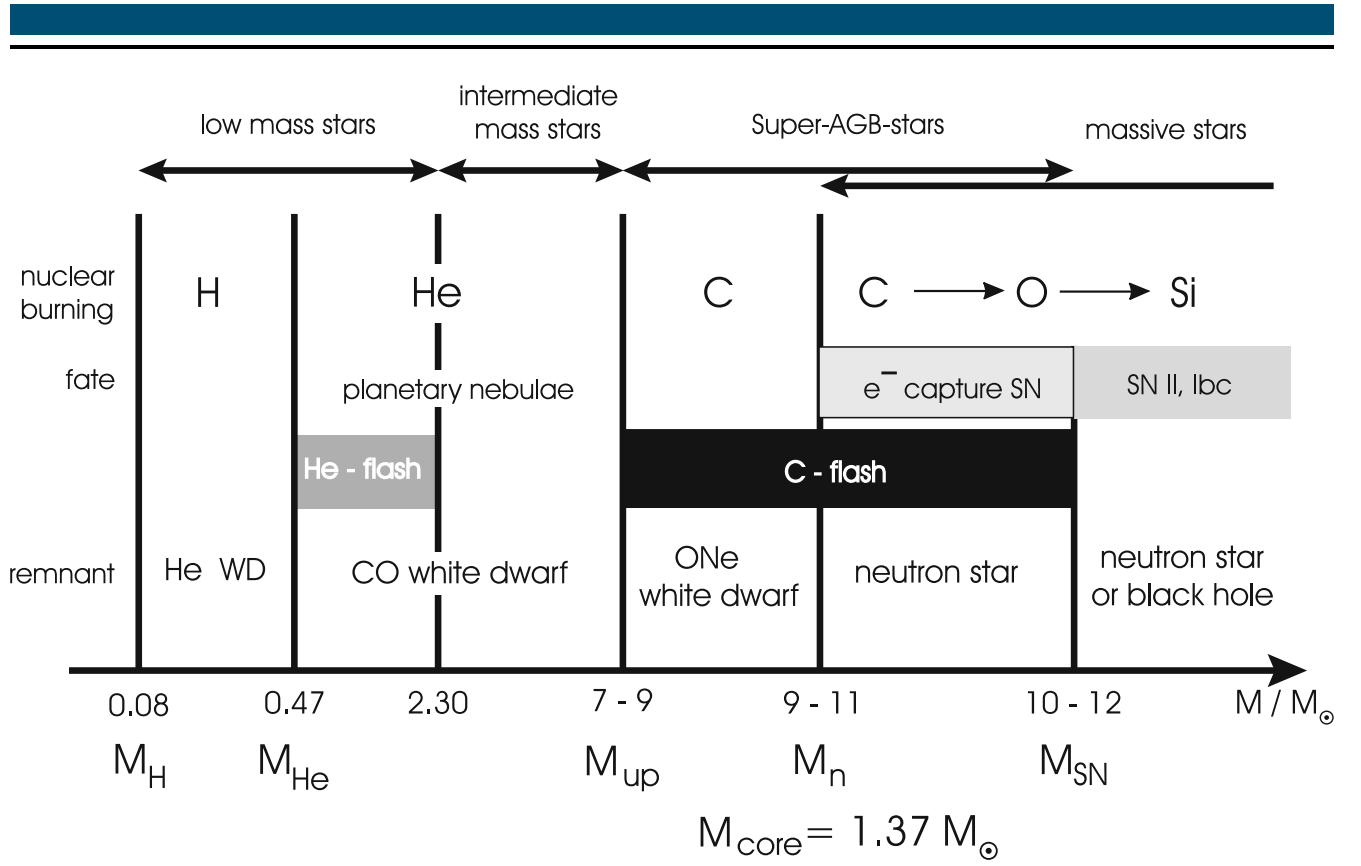 low mass stars
intermediate
mass stars
Super-AGB-stars
massive stars
nuclear
burning
H
He
C
C
O
Si
fate
planetary nebulae
e⁻ capture SN
SN II, Ibc
He - flash
C - flash
remnant
He WD
CO white dwarf
ONe
white dwarf
neutron star
neutron star
or black hole
0.08
0.47
2.30
7 - 9
9 - 11
10 - 12
M / M☉
M_H
M_He
M_up
M_n
M_SN
M_core = 1.37 M☉